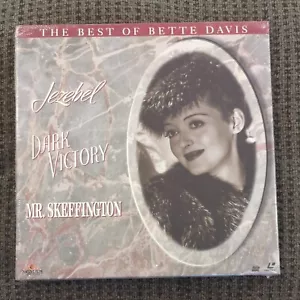 THE BEST OF BETTE DAVIS
Jezebel
DARK
VICTORY
MR. SKEFFINGTON